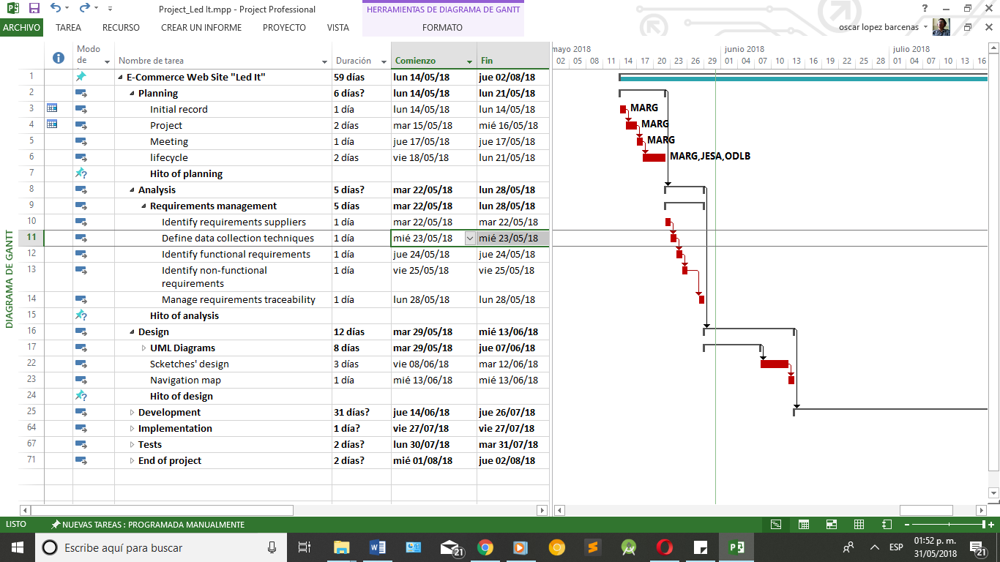 Project_Led It.mpp - Project Professional
HERRAMIENTAS DE DIAGRAMA DE GANTT
?
ARCHIVO TAREA RECURSO CREAR UN INFORME PROYECTO VISTA FORMATO
oscar lopez barcenas
Modo de Nombre de tarea Duración Comienzo Fin
mayo 2018 junio 2018 julio 2018
02 05 08 11 14 17 20 23 26 29 01 04 07 10 13 16 19 22 25 28 01 04 07 10 13 16
1 E-Commerce Web Site "Led It" 59 días lun 14/05/18 jue 02/08/18
2 Planning 6 días? lun 14/05/18 lun 21/05/18
3 Initial record 1 día lun 14/05/18 lun 14/05/18 MARG
4 Project 2 días mar 15/05/18 mié 16/05/18 MARG
5 Meeting 1 día jue 17/05/18 jue 17/05/18 MARG
6 lifecycle 2 días vie 18/05/18 lun 21/05/18 MARG,JESA,ODLB
7 Hito of planning
8 Analysis 5 días? mar 22/05/18 lun 28/05/18
9 Requirements management 5 días mar 22/05/18 lun 28/05/18
10 Identify requirements suppliers 1 día mar 22/05/18 mar 22/05/18
11 Define data collection techniques 1 día mié 23/05/18 mié 23/05/18
12 Identify functional requirements 1 día jue 24/05/18 jue 24/05/18
13 Identify non-functional 1 día vie 25/05/18 vie 25/05/18
requirements
14 Manage requirements traceability 1 día lun 28/05/18 lun 28/05/18
15 Hito of analysis
16 Design 12 días mar 29/05/18 mié 13/06/18
17 UML Diagrams 8 días mar 29/05/18 jue 07/06/18
22 Scketches' design 3 días vie 08/06/18 mar 12/06/18
23 Navigation map 1 día mié 13/06/18 mié 13/06/18
24 Hito of design
25 Development 31 días? jue 14/06/18 jue 26/07/18
64 Implementation 1 día? vie 27/07/18 vie 27/07/18
67 Tests 2 días? lun 30/07/18 mar 31/07/18
71 End of project 2 días? mié 01/08/18 jue 02/08/18
DIAGRAMA DE GANTT
LISTO NUEVAS TAREAS : PROGRAMADA MANUALMENTE
Escribe aquí para buscar
21
ESP
01:52 p. m.
31/05/2018
21